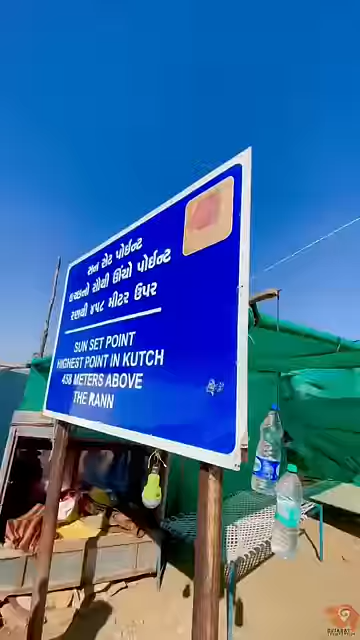 સન સેટ પોઈન્ટ
કચ્છનો સૌથી ઊંચો પોઈન્ટ
રણથી ૪૫૮ મીટર ઉપર
SUN SET POINT
HIGHEST POINT IN KUTCH
458 METERS ABOVE
THE RANN